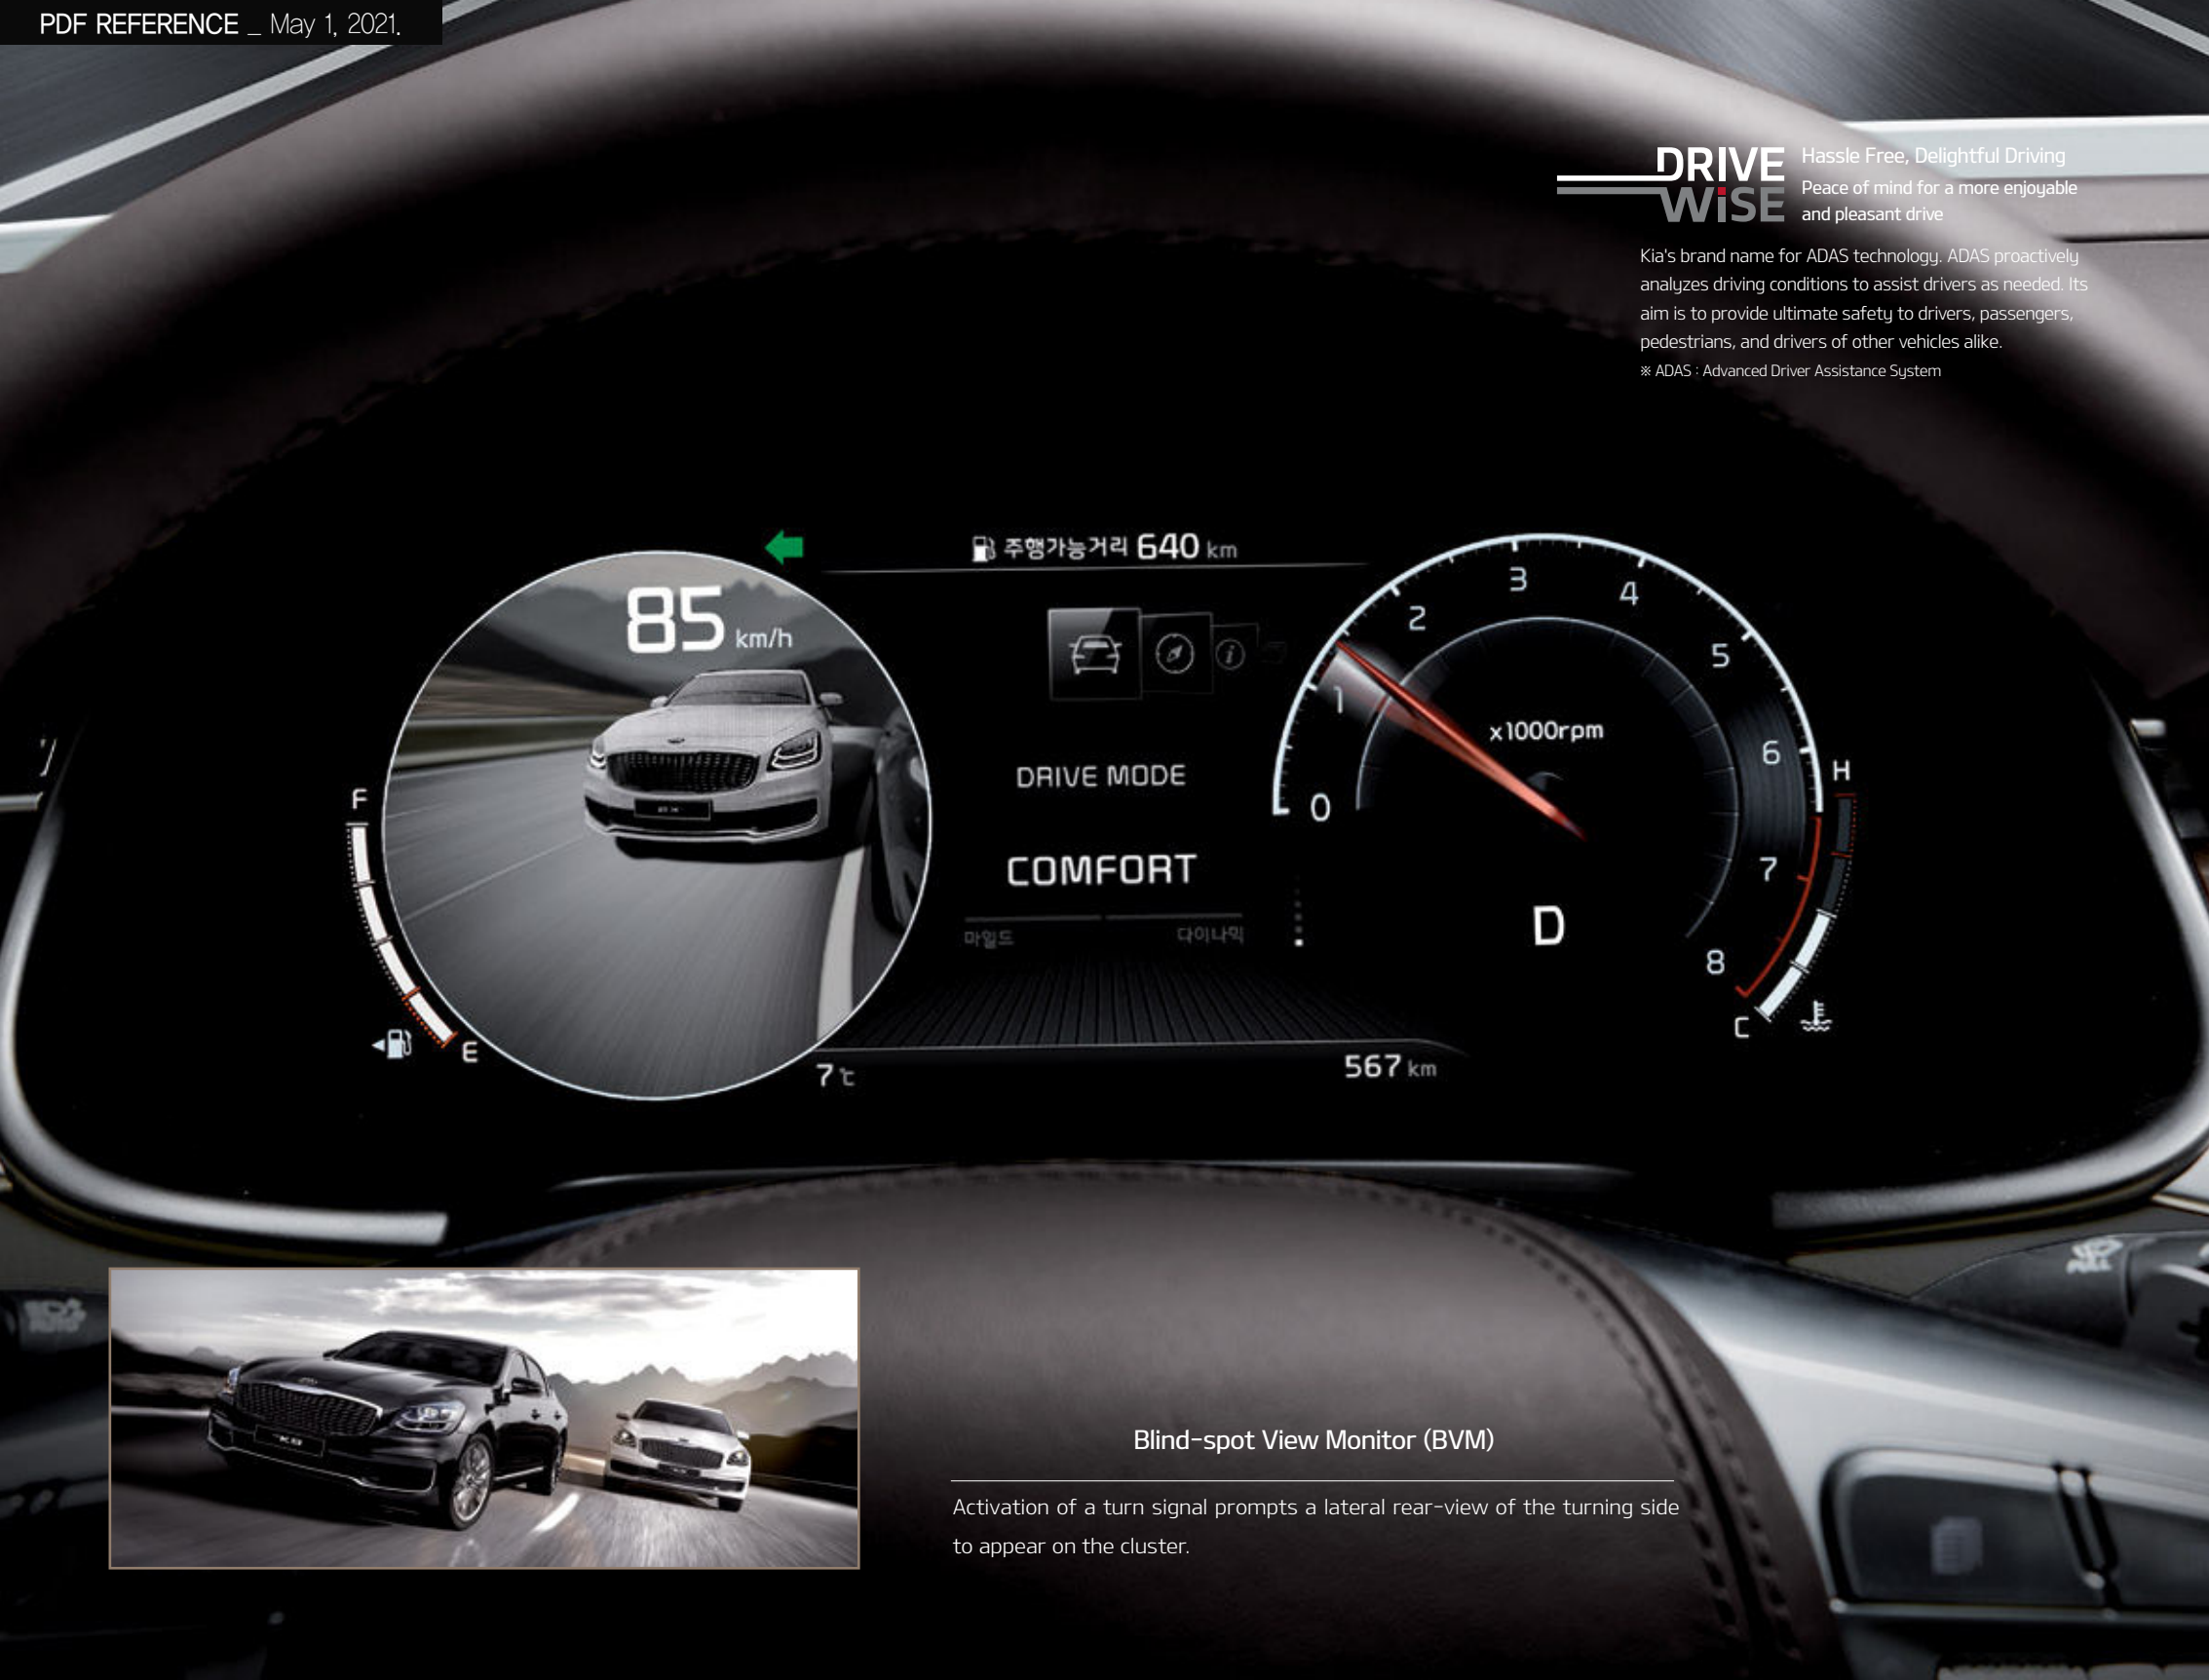 PDF REFERENCE _ May 1, 2021.
DRIVE
WiSE
Hassle Free, Delightful Driving
Peace of mind for a more enjoyable
and pleasant drive
Kia's brand name for ADAS technology. ADAS proactively
analyzes driving conditions to assist drivers as needed. Its
aim is to provide ultimate safety to drivers, passengers,
pedestrians, and drivers of other vehicles alike.
※ ADAS : Advanced Driver Assistance System
주행가능거리 640 km
85 km/h
DRIVE MODE
COMFORT
마일드 다이나믹
F
E
7 ℃
567 km
0 1 2 3 4 5 6 7 8
x1000rpm
D
H
C
K9
Blind-spot View Monitor (BVM)
Activation of a turn signal prompts a lateral rear-view of the turning side
to appear on the cluster.